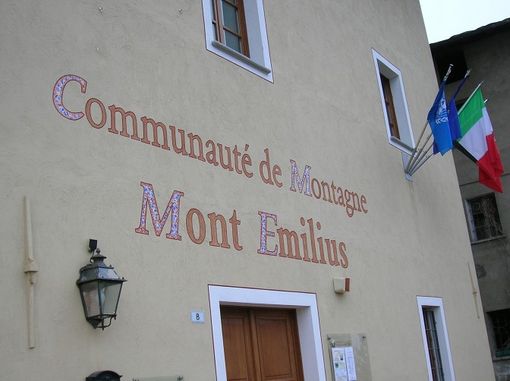 Communauté de Montagne
Mont Emilius
8